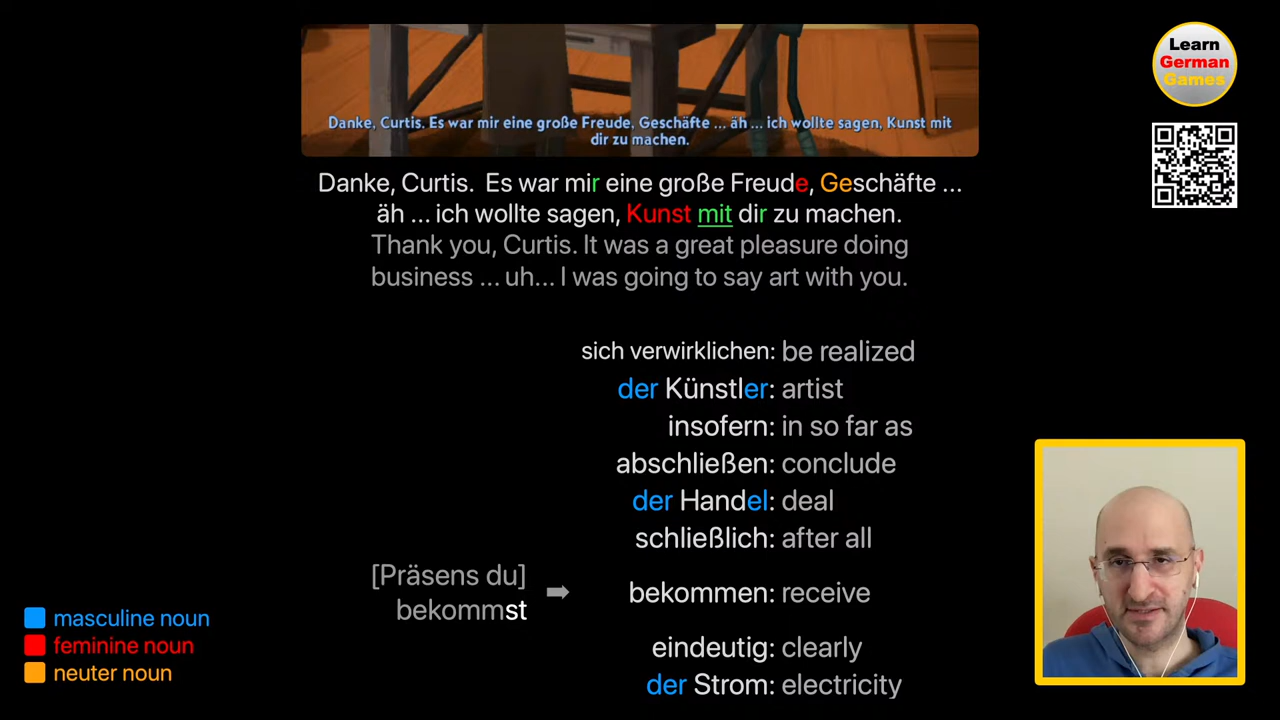 Learn
German
Games
Danke, Curtis. Es war mir eine große Freude, Geschäfte ... äh ... ich wollte sagen, Kunst mit
dir zu machen.
Danke, Curtis. Es war mir eine große Freude, Geschäfte ...
äh ... ich wollte sagen, Kunst mit dir zu machen.
Thank you, Curtis. It was a great pleasure doing
business ... uh... I was going to say art with you.
sich verwirklichen: be realized
der Künstler: artist
insofern: in so far as
abschließen: conclude
der Handel: deal
schließlich: after all
[Präsens du]
bekommst ➡ bekommen: receive
eindeutig: clearly
der Strom: electricity
masculine noun
feminine noun
neuter noun